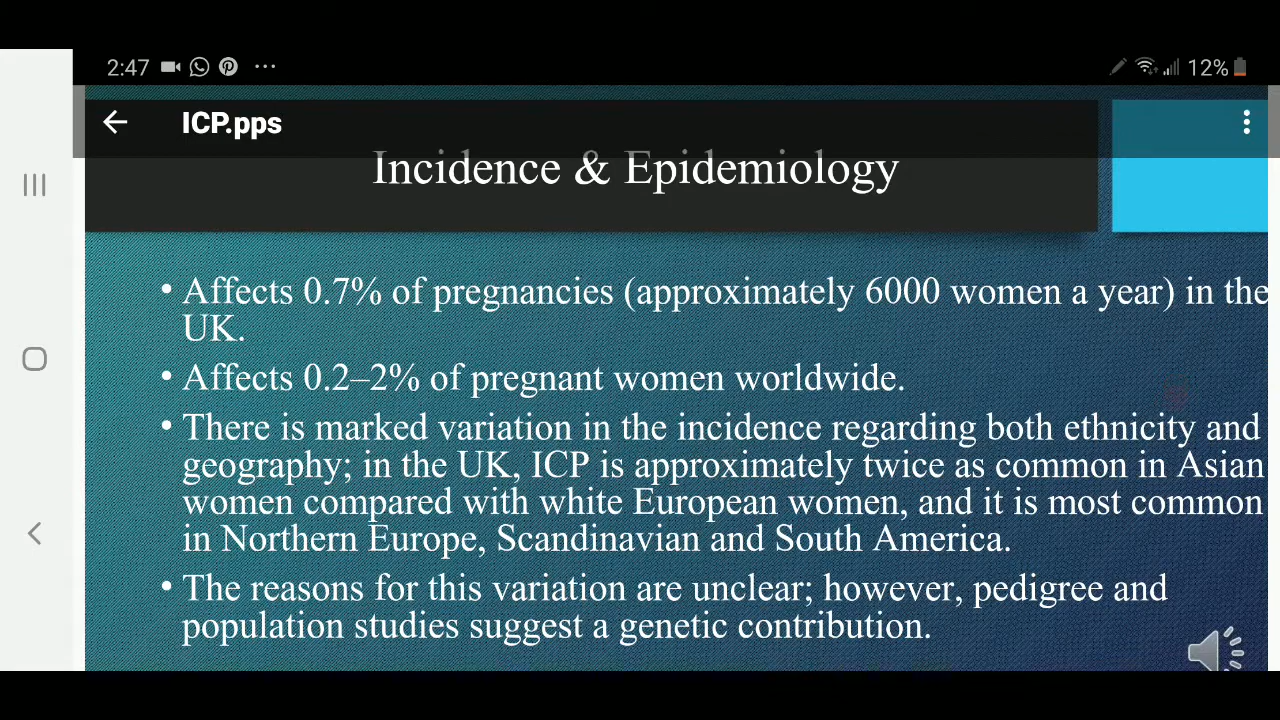 2:47 12%
ICP.pps
Incidence & Epidemiology
• Affects 0.7% of pregnancies (approximately 6000 women a year) in the
UK.
• Affects 0.2–2% of pregnant women worldwide.
• There is marked variation in the incidence regarding both ethnicity and
geography; in the UK, ICP is approximately twice as common in Asian
women compared with white European women, and it is most common
in Northern Europe, Scandinavian and South America.
• The reasons for this variation are unclear; however, pedigree and
population studies suggest a genetic contribution.